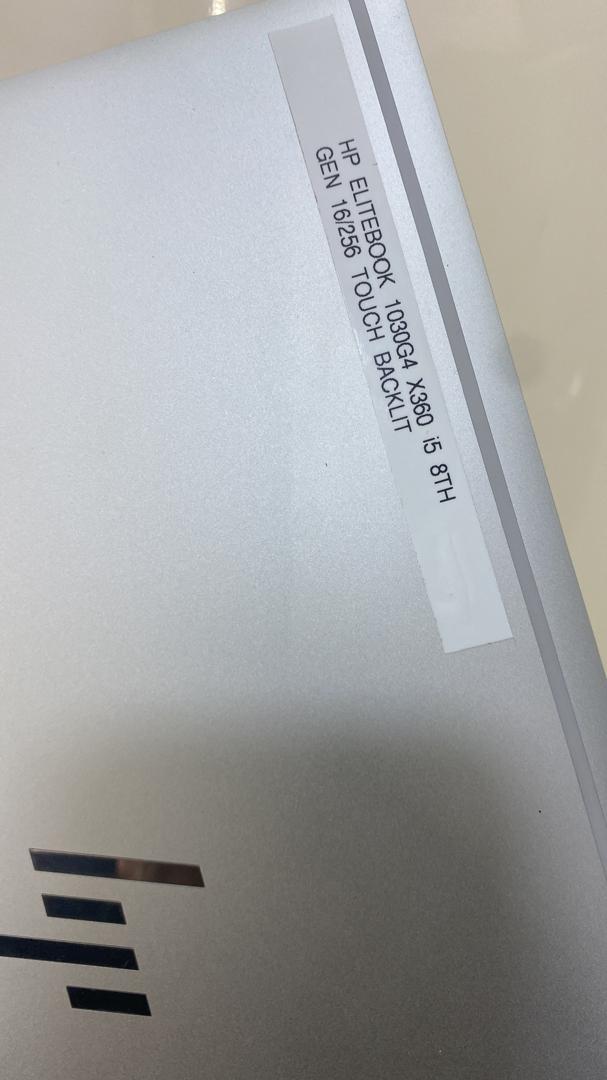 HP ELITEBOOK 1030G4 X360 i5 8TH
GEN 16/256 TOUCH BACKLIT